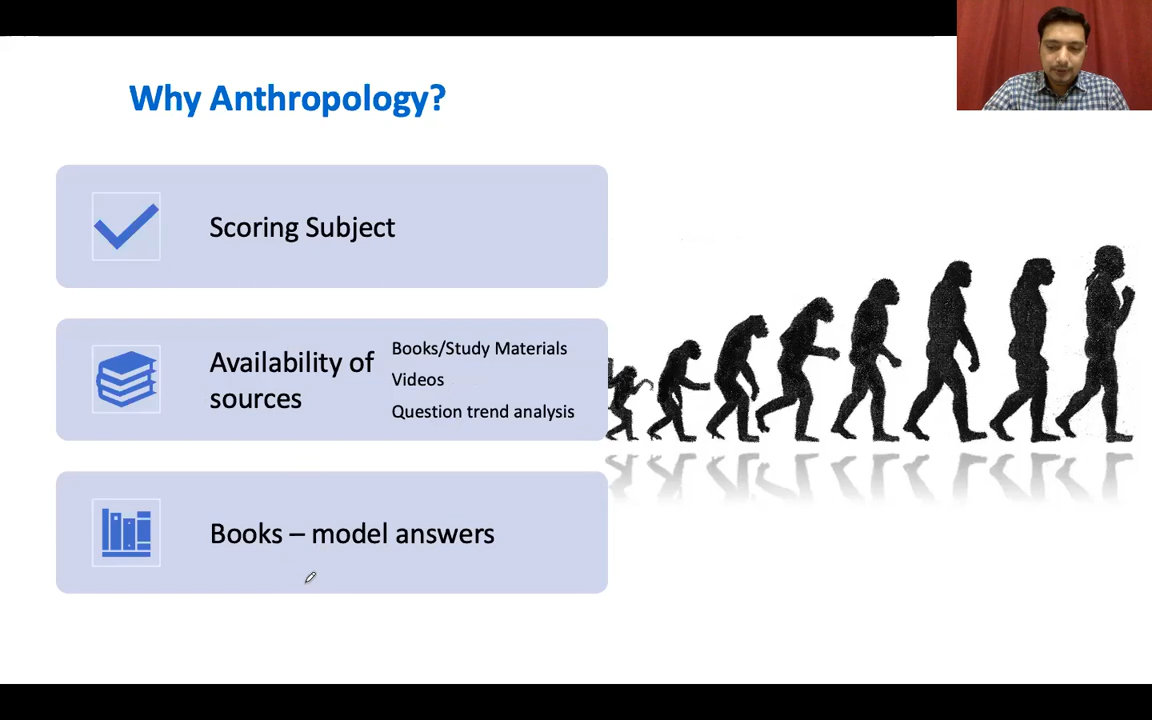 Why Anthropology?
Scoring Subject
Availability of
sources
Books/Study Materials
Videos
Question trend analysis
Books – model answers